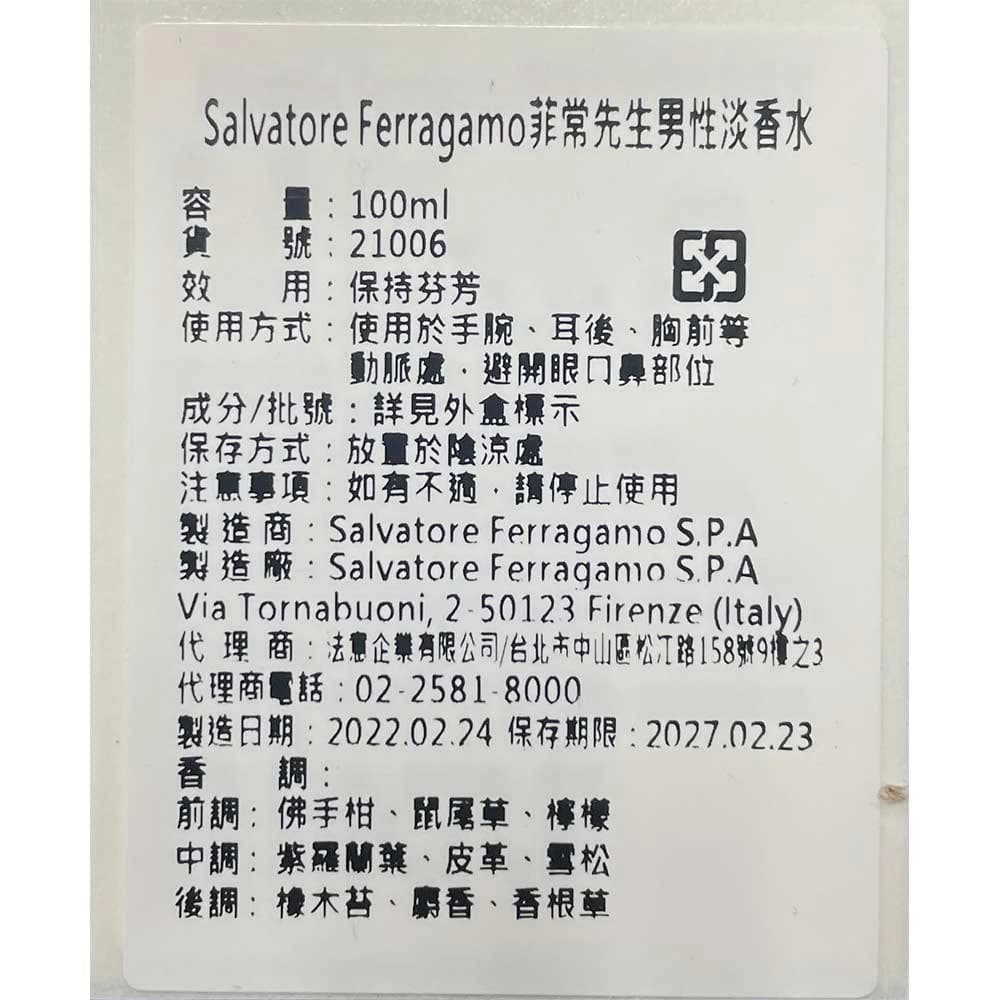 Salvatore Ferragamo菲常先生男性淡香水
容　　量：100ml
貨　　號：21006
效　　用：保持芬芳
使用方式：使用於手腕、耳後、胸前等
動脈處，避開眼口鼻部位
成分/批號：詳見外盒標示
保存方式：放置於陰涼處
注意事項：如有不適，請停止使用
製造商：Salvatore Ferragamo S.P.A
製造廠：Salvatore Ferragamo S.P.A
Via Tornabuoni, 2-50123 Firenze (Italy)
代理商：法意企業有限公司/台北市中山區松江路158號9樓之3
代理商電話：02-2581-8000
製造日期：2022.02.24 保存期限：2027.02.23
香　　調：
前調：佛手柑、鼠尾草、檸檬
中調：紫羅蘭葉、皮革、雪松
後調：橡木苔、麝香、香根草